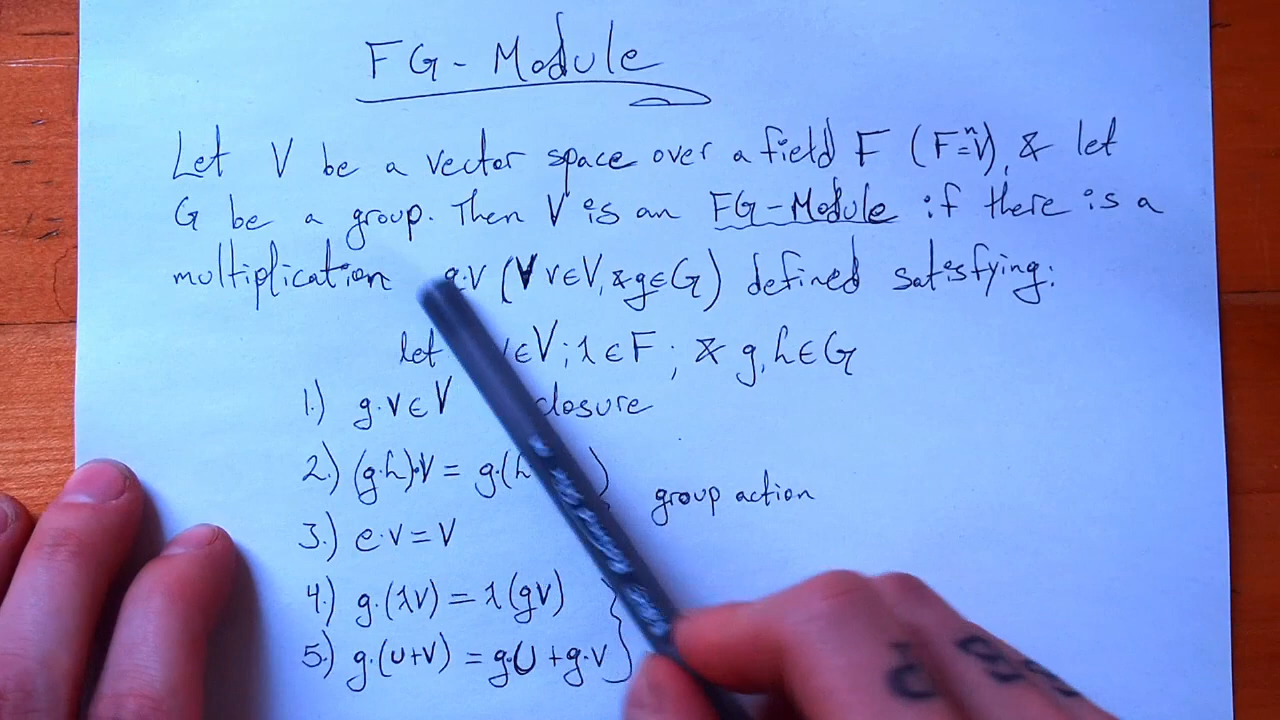 FG - Module
Let V be a vector space over a field F (Fⁿ=V), & let
G be a group. Then V is an FG-Module if there is a
multiplication g·v (∀ v∈V, & g∈G) defined satisfying:
let ∈V; λ∈F; & g,h∈G
1.) g·v∈V closure
2.) (g·h)·v = g·(h
group action
3.) e·v=v
4.) g·(λv) = λ(gv)
5.) g·(u+v) = g·u + g·v